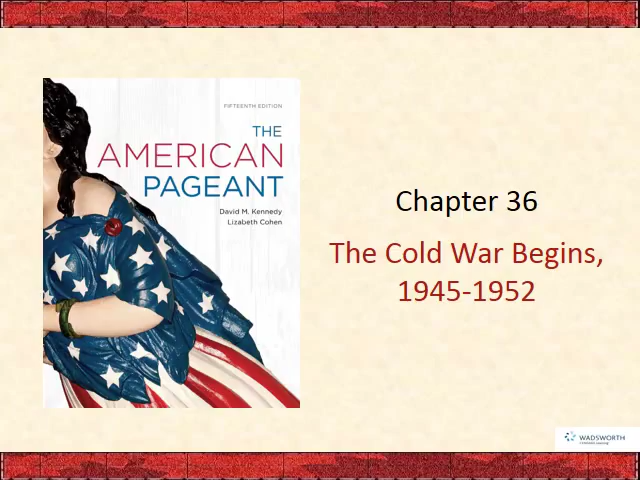 FIFTEENTH EDITION
THE
AMERICAN
PAGEANT
David M. Kennedy
Lizabeth Cohen
Chapter 36
The Cold War Begins,
1945-1952
WADSWORTH